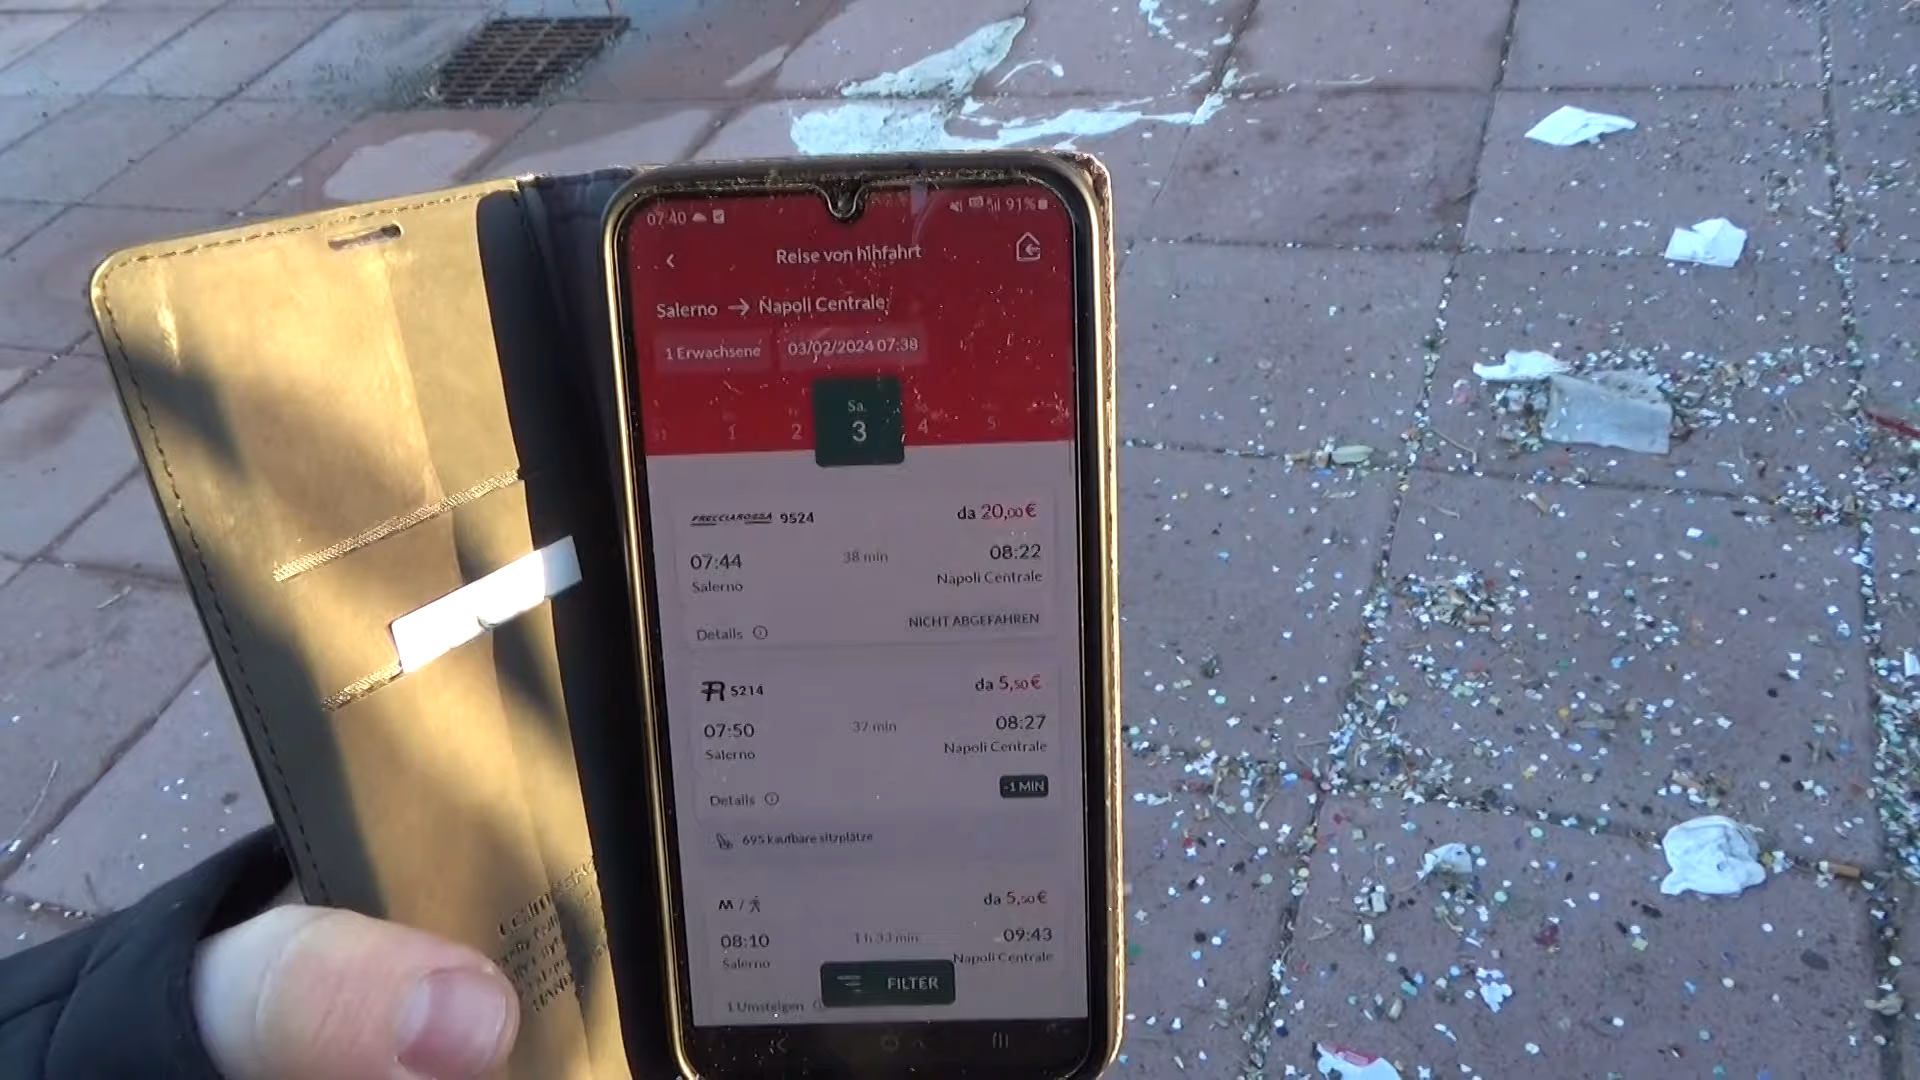 07:40
91%
Reise von hinfahrt
Salerno → Napoli Centrale
1 Erwachsene
03/02/2024 07:38
Sa.
1 2 3 4 5
FRECCIAROSSA 9524
da 20,00€
07:44 38 min 08:22
Salerno Napoli Centrale
NICHT ABGEFAHREN
Details
R 5214
da 5,50€
07:50 37 min 08:27
Salerno Napoli Centrale
-1 MIN
Details
695 kaufbare sitzplätze
M /
da 5,50€
08:10 1 h 33 min 09:43
Salerno Napoli Centrale
FILTER
1 Umsteigen